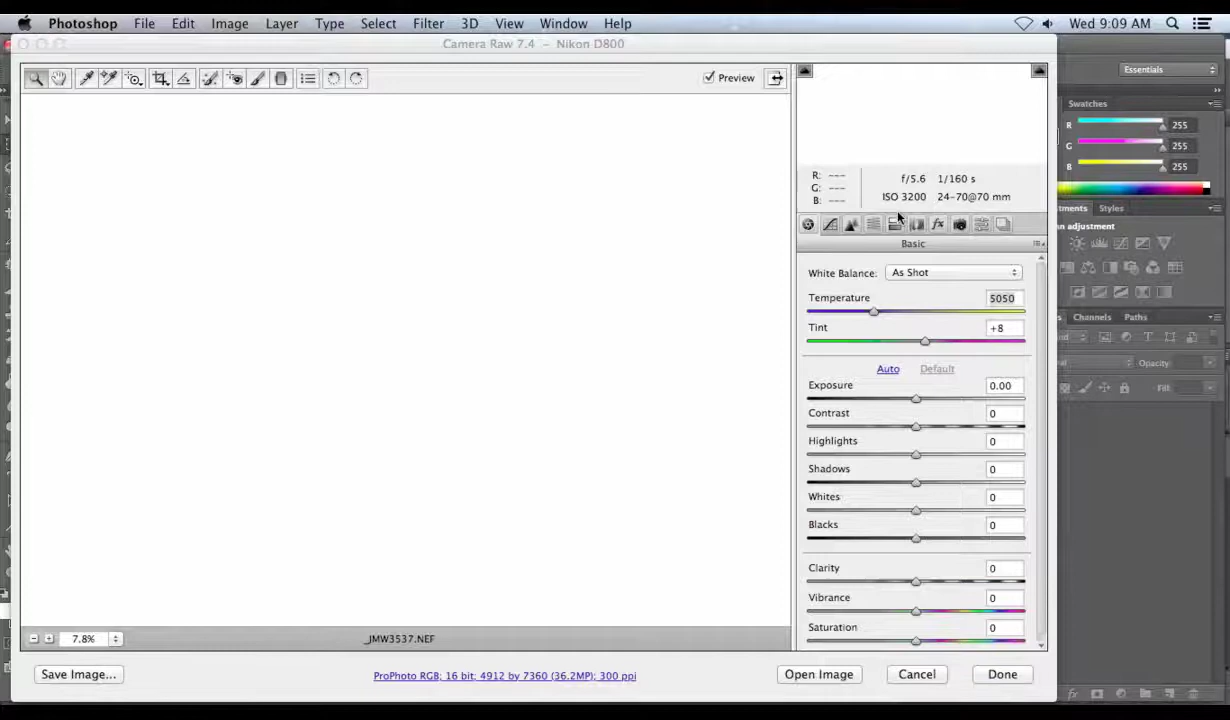 Photoshop File Edit Image Layer Type Select Filter 3D View Window Help Wed 9:09 AM
Camera Raw 7.4 – Nikon D800
Essentials
Preview
Swatches
R 255
G 255
B 255
R: ---
G: ---
B: ---
f/5.6 1/160 s
ISO 3200 24-70@70 mm
Styles
an adjustment
Basic
White Balance: As Shot
Temperature 5050
Tint +8
Channels Paths
Auto Default
Opacity
Exposure 0.00
Fill:
Contrast 0
Highlights 0
Shadows 0
Whites 0
Blacks 0
Clarity 0
Vibrance 0
Saturation 0
7.8% _JMW3537.NEF
Save Image... ProPhoto RGB; 16 bit; 4912 by 7360 (36.2MP); 300 ppi Open Image Cancel Done